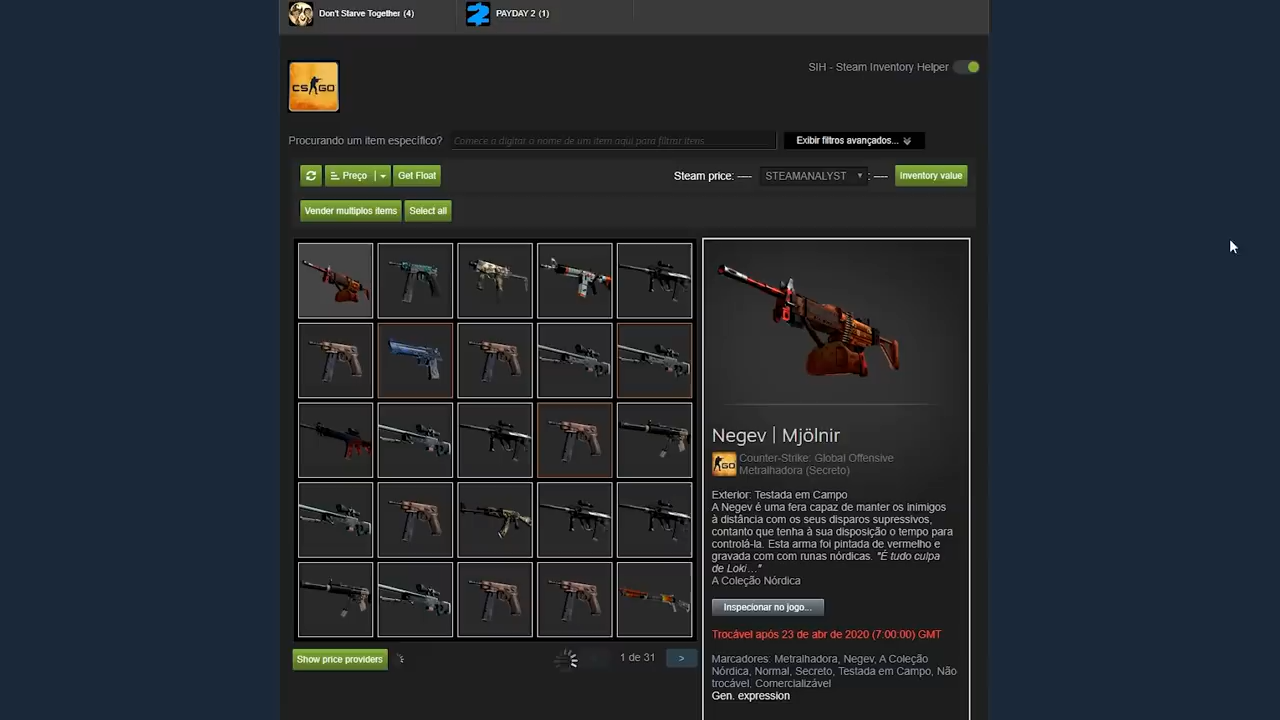 Don't Starve Together (4)
PAYDAY 2 (1)
SIH - Steam Inventory Helper
CS GO
Procurando um item específico?
Comece a digitar o nome de um item aqui para filtrar itens
Exibir filtros avançados...
Preço
Get Float
Steam price: ----
STEAMANALYST
: ----
Inventory value
Vender multiplos items
Select all
Negev | Mjölnir
GO
Counter-Strike: Global Offensive
Metralhadora (Secreto)
Exterior: Testada em Campo
A Negev é uma fera capaz de manter os inimigos
à distância com os seus disparos supressivos,
contanto que tenha à sua disposição o tempo para
controlá-la. Esta arma foi pintada de vermelho e
gravada com com runas nórdicas. "É tudo culpa
de Loki…"
A Coleção Nórdica
Inspecionar no jogo...
Trocável após 23 de abr de 2020 (7:00:00) GMT
Marcadores: Metralhadora, Negev, A Coleção
Nórdica, Normal, Secreto, Testada em Campo, Não
trocável, Comercializável
Gen. expression
Show price providers
1 de 31
>